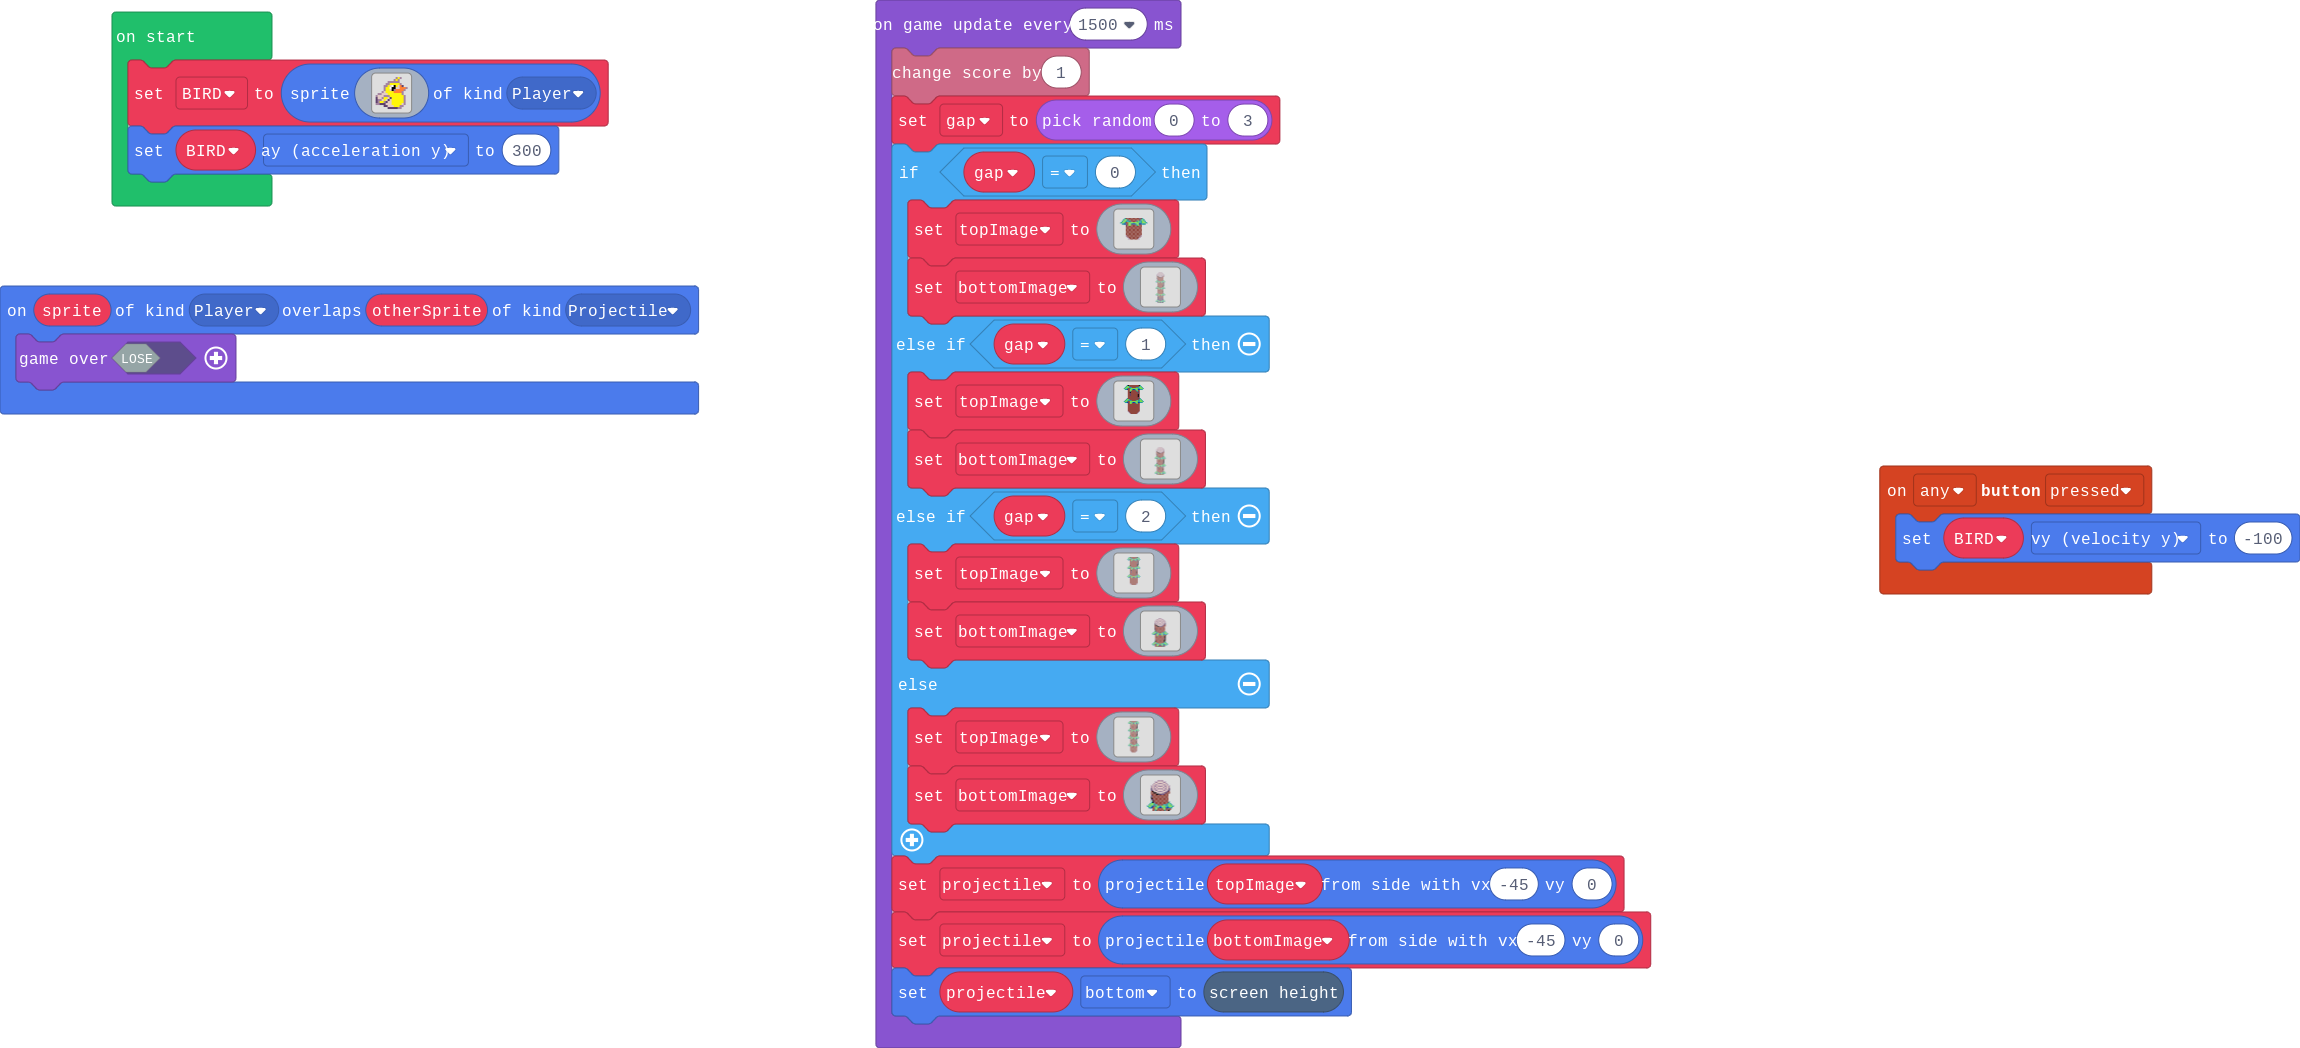 on start
set BIRD to sprite of kind Player
set BIRD ay (acceleration y) to 300
on sprite of kind Player overlaps otherSprite of kind Projectile
game over LOSE
on game update every 1500 ms
change score by 1
set gap to pick random 0 to 3
if gap = 0 then
set topImage to
set bottomImage to
else if gap = 1 then
set topImage to
set bottomImage to
else if gap = 2 then
set topImage to
set bottomImage to
else
set topImage to
set bottomImage to
set projectile to projectile topImage from side with vx -45 vy 0
set projectile to projectile bottomImage from side with vx -45 vy 0
set projectile bottom to screen height
on any button pressed
set BIRD vy (velocity y) to -100